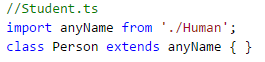 //Student.ts
import anyName from './Human';
class Person extends anyName { }